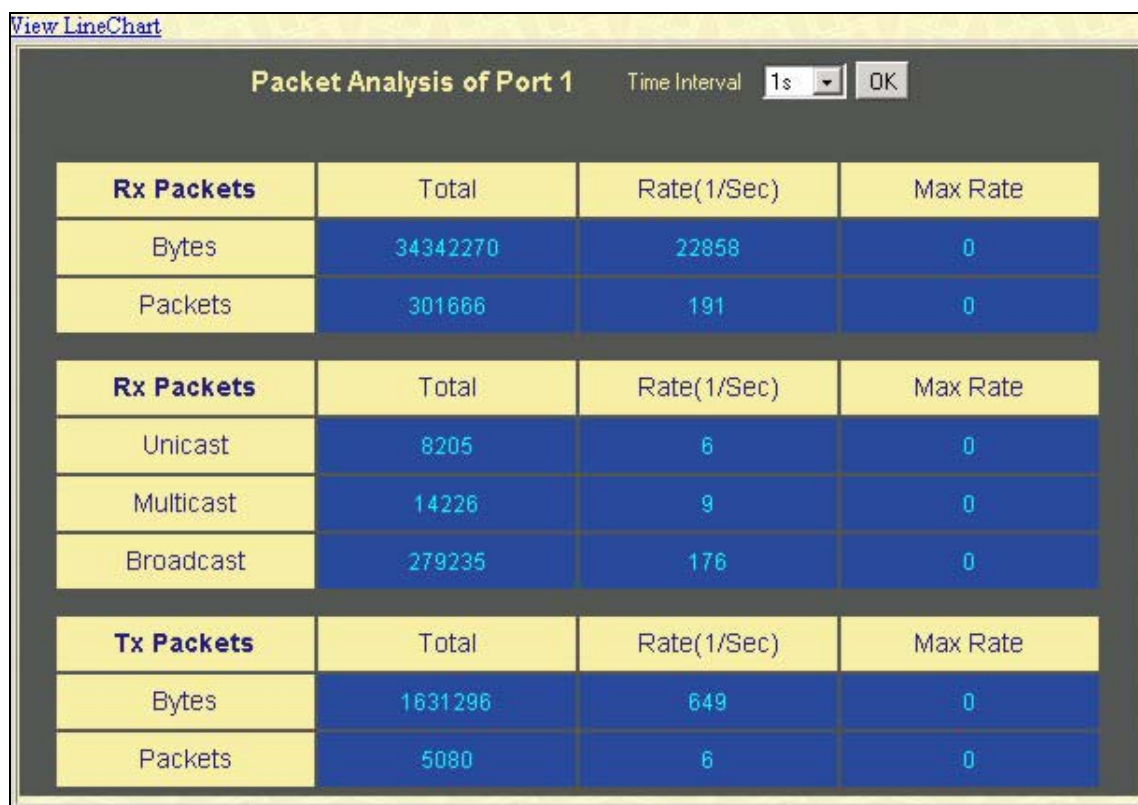 View LineChart
Packet Analysis of Port 1 Time Interval 1s OK
Rx Packets Total Rate(1/Sec) Max Rate
Bytes 34342270 22858 0
Packets 301666 191 0
Rx Packets Total Rate(1/Sec) Max Rate
Unicast 8205 6 0
Multicast 14226 9 0
Broadcast 279235 176 0
Tx Packets Total Rate(1/Sec) Max Rate
Bytes 1631296 649 0
Packets 5080 6 0